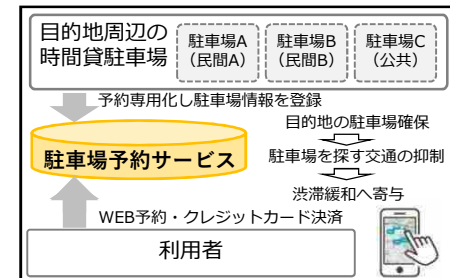 目的地周辺の
時間貸駐車場
駐車場A
（民間A）
駐車場B
（民間B）
駐車場C
（公共）
予約専用化し駐車場情報を登録
駐車場予約サービス
目的地の駐車場確保
駐車場を探す交通の抑制
渋滞緩和へ寄与
WEB予約・クレジットカード決済
利用者